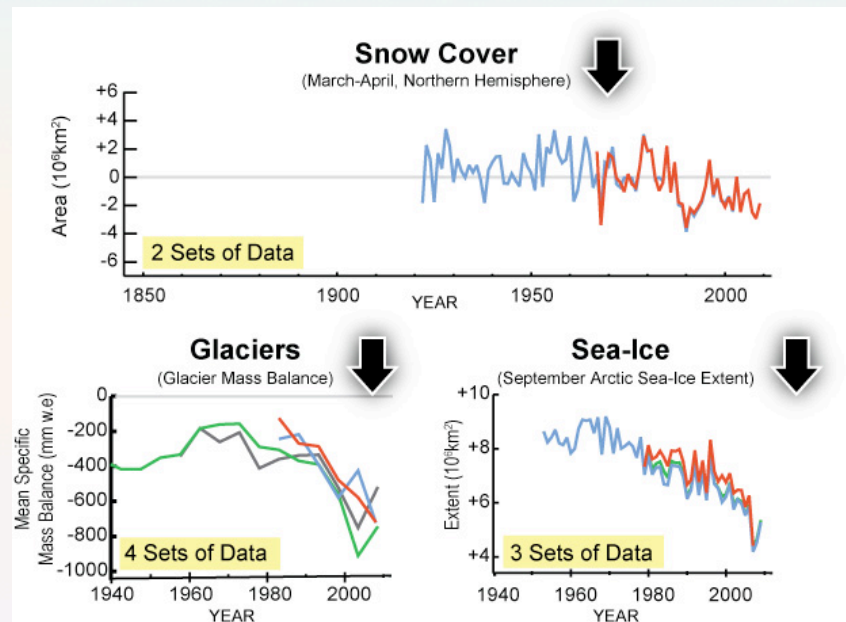 Snow Cover
(March-April, Northern Hemisphere)
+6
+4
+2
0
-2
-4
-6
Area (10⁶km²)
2 Sets of Data
1850
1900
1950
2000
YEAR
Glaciers
(Glacier Mass Balance)
0
-200
-400
-600
-800
-1000
Mean Specific
Mass Balance (mm w.e)
4 Sets of Data
1940
1960
1980
2000
YEAR
Sea-Ice
(September Arctic Sea-Ice Extent)
+10
+8
+6
+4
Extent (10⁶km²)
3 Sets of Data
1940
1960
1980
2000
YEAR